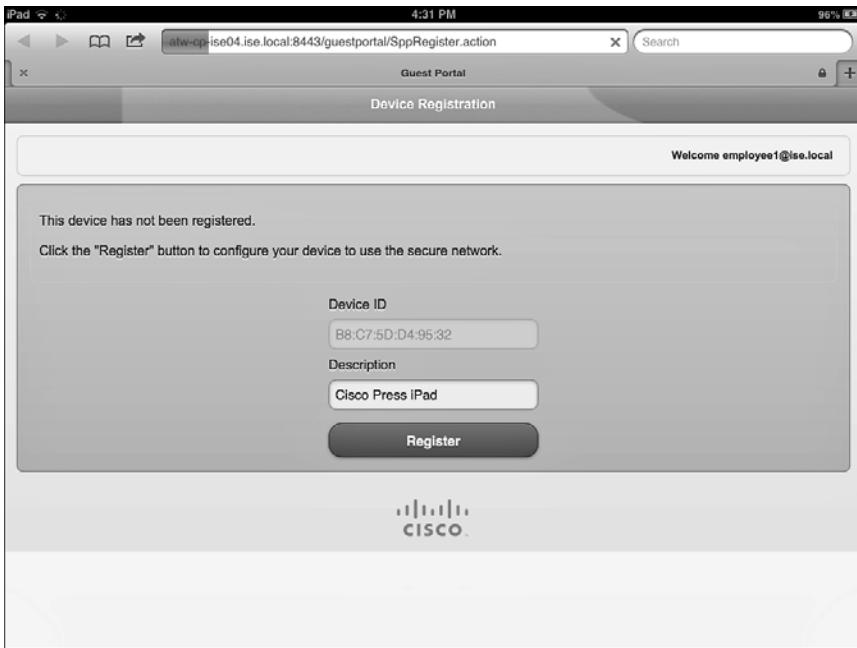 iPad 4:31 PM 96%
atw-cp-ise04.ise.local:8443/guestportal/SppRegister.action Search
Guest Portal
Device Registration
Welcome employee1@ise.local
This device has not been registered.
Click the "Register" button to configure your device to use the secure network.
Device ID
B8:C7:5D:D4:95:32
Description
Cisco Press iPad
Register
CISCO